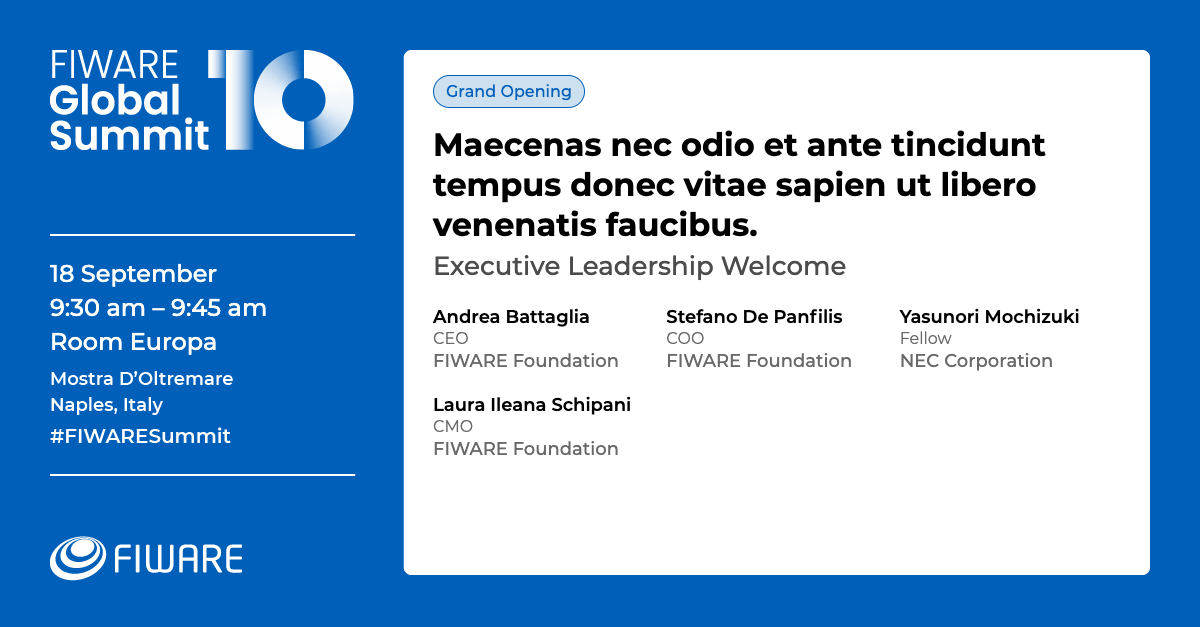 FIWARE
Global
Summit
10
18 September
9:30 am – 9:45 am
Room Europa
Mostra D’Oltremare
Naples, Italy
#FIWARESummit
FIWARE
Grand Opening
Maecenas nec odio et ante tincidunt
tempus donec vitae sapien ut libero
venenatis faucibus.
Executive Leadership Welcome
Andrea Battaglia
CEO
FIWARE Foundation
Stefano De Panfilis
COO
FIWARE Foundation
Yasunori Mochizuki
Fellow
NEC Corporation
Laura Ileana Schipani
CMO
FIWARE Foundation